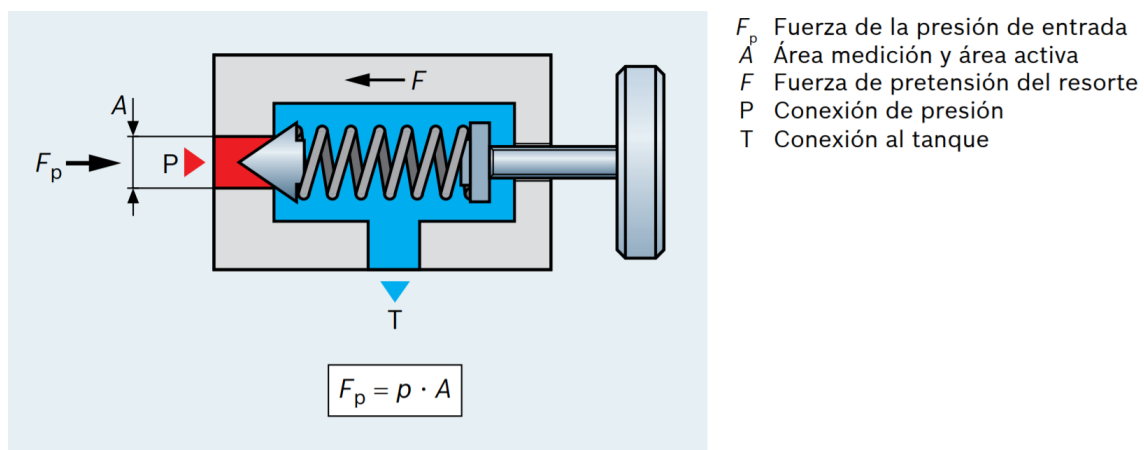 F
A
Fp
P
T
Fp = p · A
Fp Fuerza de la presión de entrada
A Área medición y área activa
F Fuerza de pretensión del resorte
P Conexión de presión
T Conexión al tanque